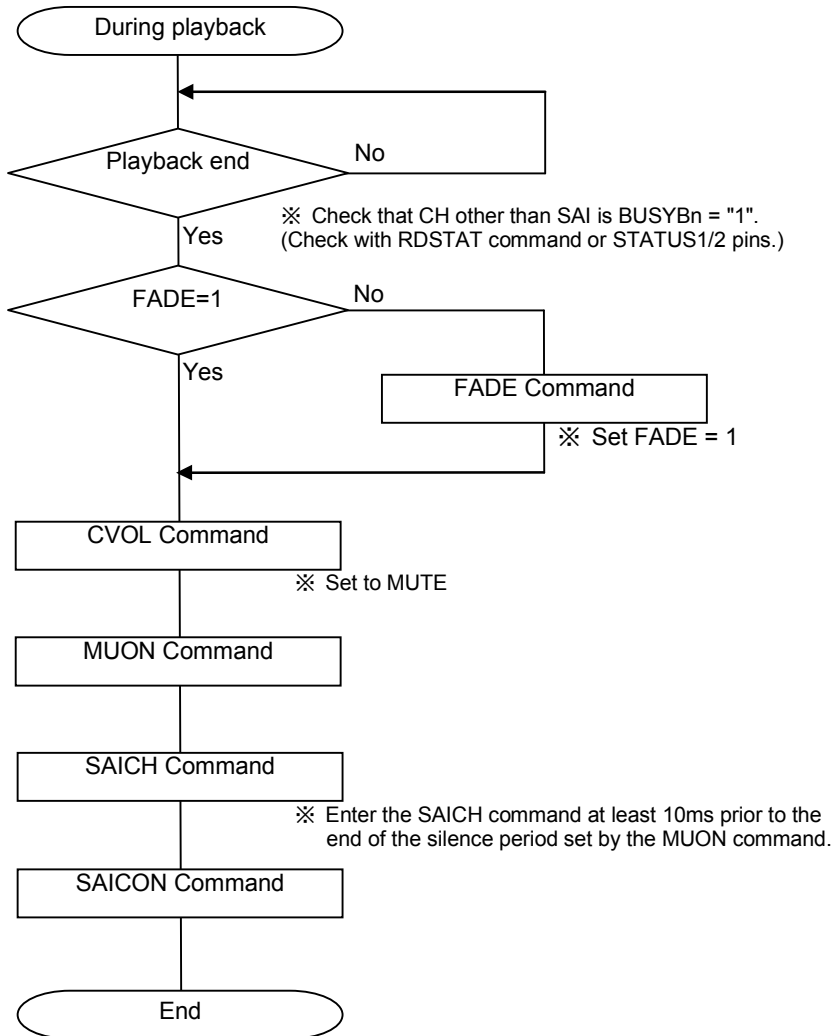 During playback
Playback end
No
※ Check that CH other than SAI is BUSYBn = "1".
(Check with RDSTAT command or STATUS1/2 pins.)
Yes
FADE=1
No
Yes
FADE Command
※ Set FADE = 1
CVOL Command
※ Set to MUTE
MUON Command
SAICH Command
※ Enter the SAICH command at least 10ms prior to the
end of the silence period set by the MUON command.
SAICON Command
End